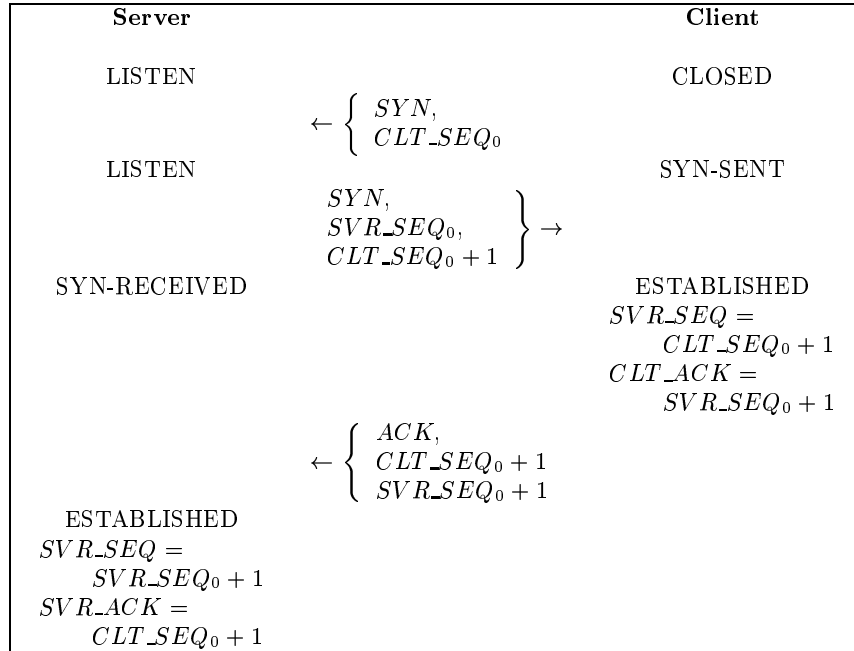 Server Client
LISTEN CLOSED
← { SYN,
CLT_SEQ₀
LISTEN SYN-SENT
SYN,
SVR_SEQ₀,
CLT_SEQ₀ + 1 } →
SYN-RECEIVED ESTABLISHED
SVR_SEQ =
CLT_SEQ₀ + 1
CLT_ACK =
SVR_SEQ₀ + 1
← { ACK,
CLT_SEQ₀ + 1
SVR_SEQ₀ + 1
ESTABLISHED
SVR_SEQ =
SVR_SEQ₀ + 1
SVR_ACK =
CLT_SEQ₀ + 1